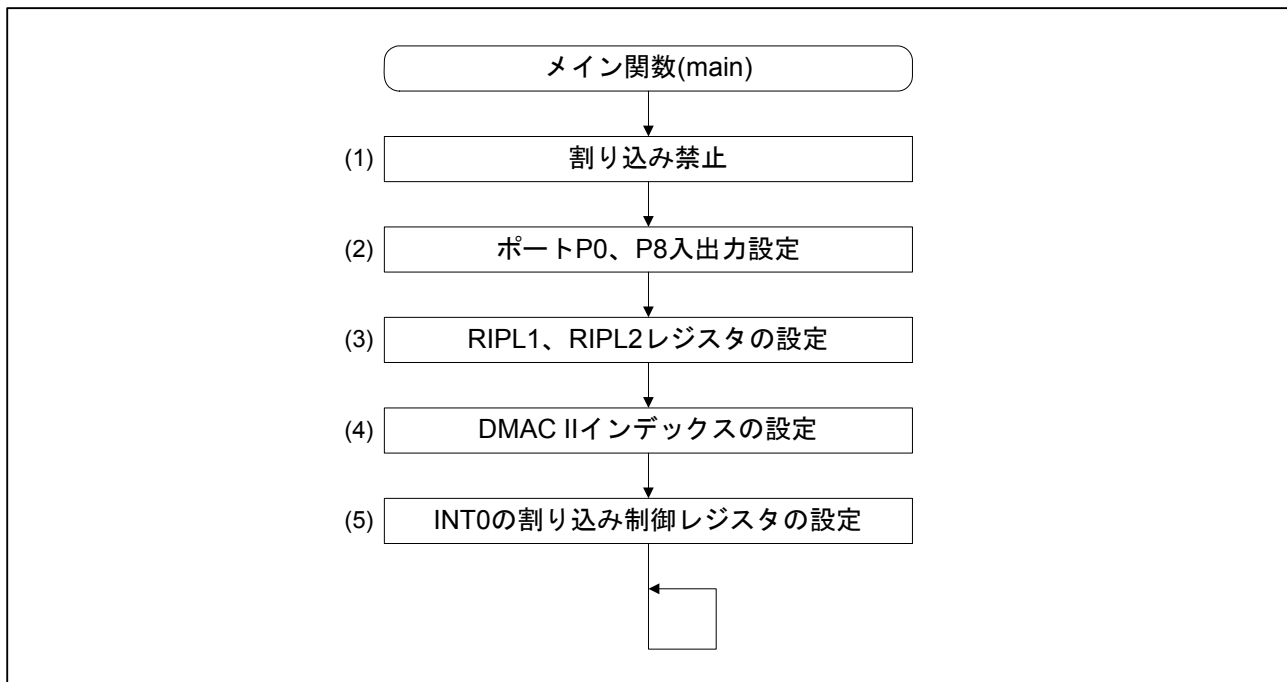 メイン関数(main)
(1) 割り込み禁止
(2) ポートP0、P8入出力設定
(3) RIPL1、RIPL2レジスタの設定
(4) DMAC IIインデックスの設定
(5) INT0の割り込み制御レジスタの設定